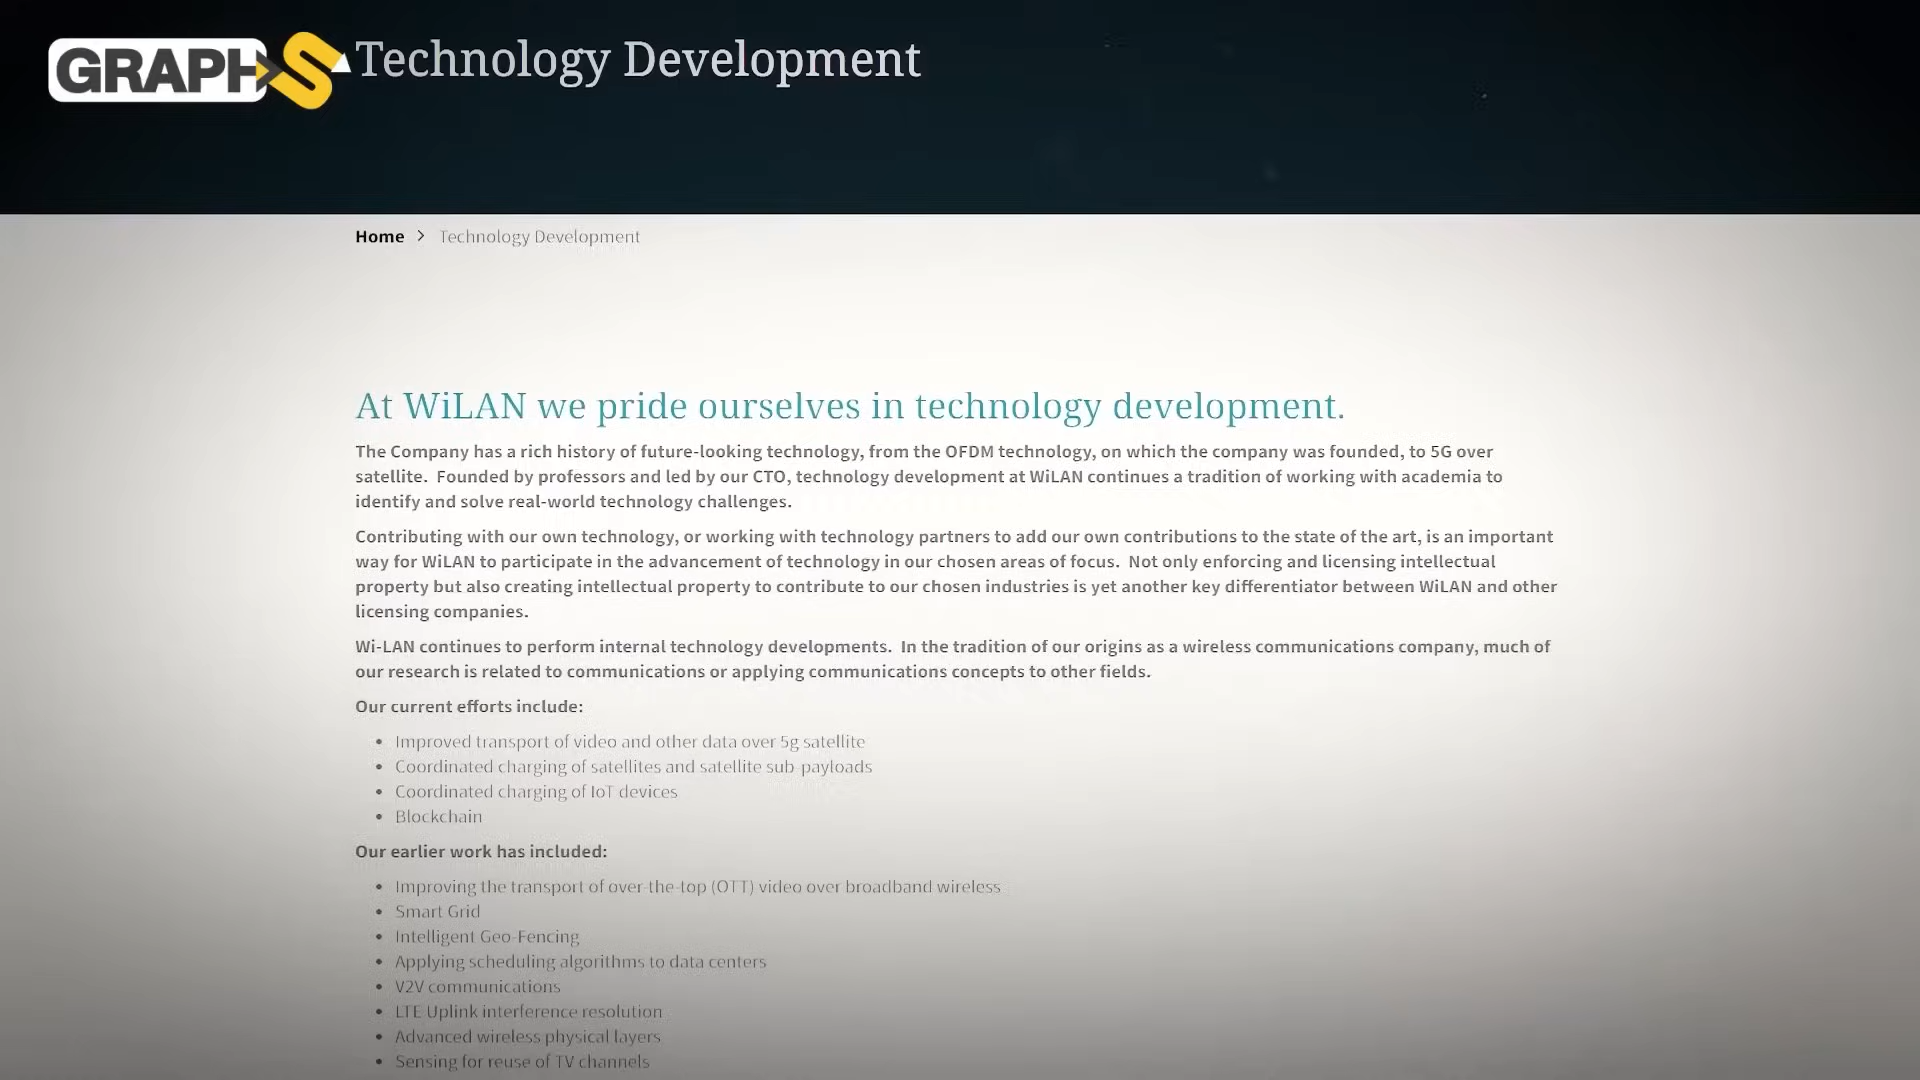 GRAPHS
Technology Development
Home > Technology Development
At WiLAN we pride ourselves in technology development.
The Company has a rich history of future-looking technology, from the OFDM technology, on which the company was founded, to 5G over
satellite. Founded by professors and led by our CTO, technology development at WiLAN continues a tradition of working with academia to
identify and solve real-world technology challenges.
Contributing with our own technology, or working with technology partners to add our own contributions to the state of the art, is an important
way for WiLAN to participate in the advancement of technology in our chosen areas of focus. Not only enforcing and licensing intellectual
property but also creating intellectual property to contribute to our chosen industries is yet another key differentiator between WiLAN and other
licensing companies.
Wi-LAN continues to perform internal technology developments. In the tradition of our origins as a wireless communications company, much of
our research is related to communications or applying communications concepts to other fields.
Our current efforts include:
• Improved transport of video and other data over 5g satellite
• Coordinated charging of satellites and satellite sub-payloads
• Coordinated charging of IoT devices
• Blockchain
Our earlier work has included:
• Improving the transport of over-the-top (OTT) video over broadband wireless
• Smart Grid
• Intelligent Geo-Fencing
• Applying scheduling algorithms to data centers
• V2V communications
• LTE Uplink interference resolution
• Advanced wireless physical layers
• Sensing for reuse of TV channels